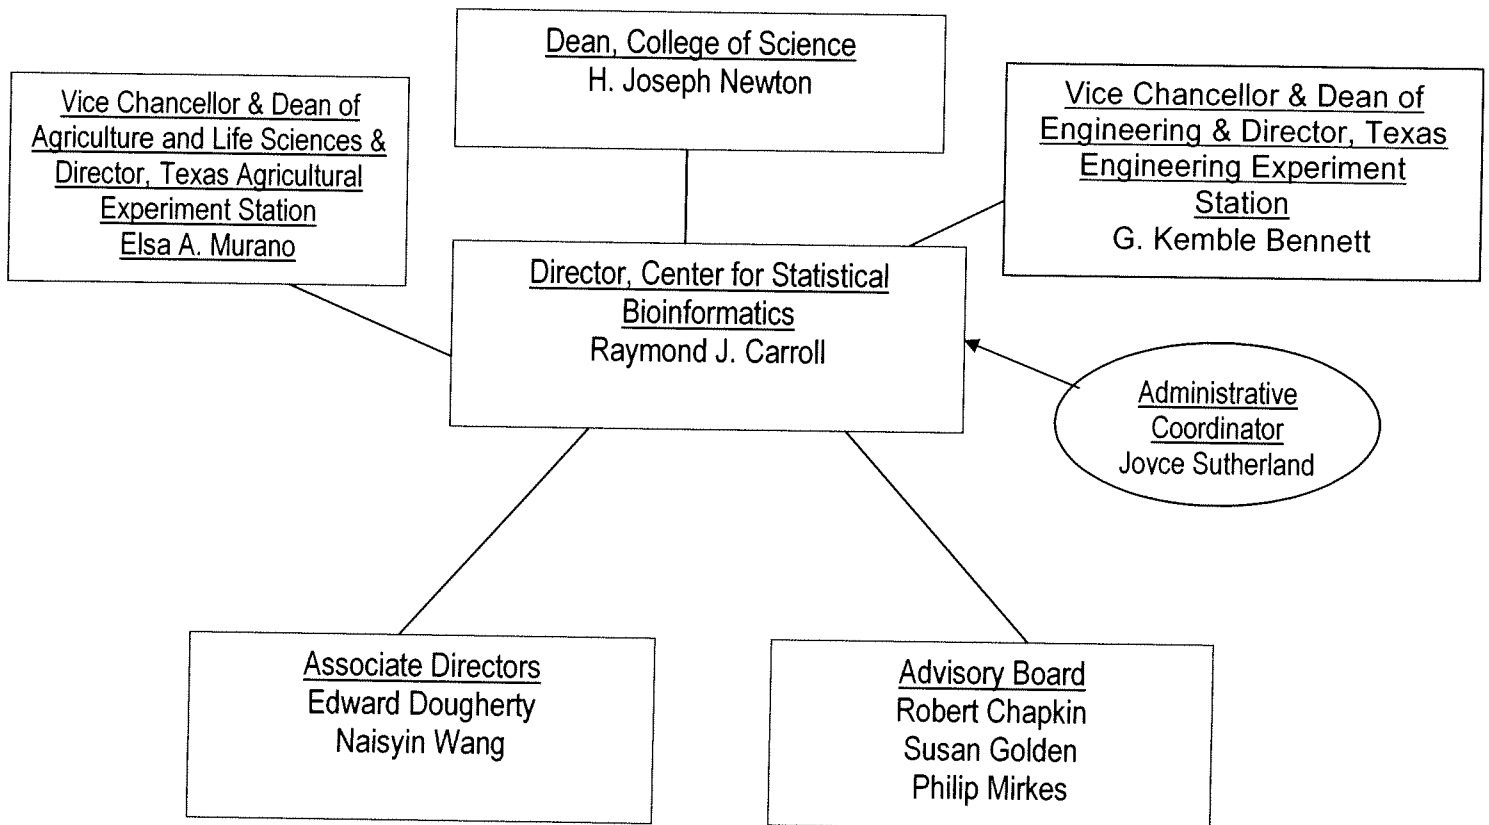 Dean, College of Science
H. Joseph Newton
Vice Chancellor & Dean of
Agriculture and Life Sciences &
Director, Texas Agricultural
Experiment Station
Elsa A. Murano
Vice Chancellor & Dean of
Engineering & Director, Texas
Engineering Experiment
Station
G. Kemble Bennett
Director, Center for Statistical
Bioinformatics
Raymond J. Carroll
Administrative
Coordinator
Joyce Sutherland
Associate Directors
Edward Dougherty
Naisyin Wang
Advisory Board
Robert Chapkin
Susan Golden
Philip Mirkes